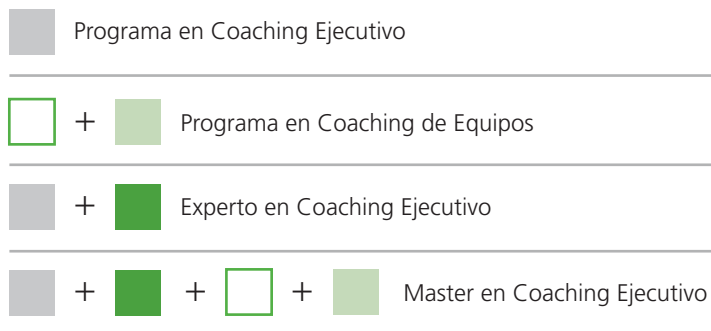 Programa en Coaching Ejecutivo
+ Programa en Coaching de Equipos
+ Experto en Coaching Ejecutivo
+ + + Master en Coaching Ejecutivo